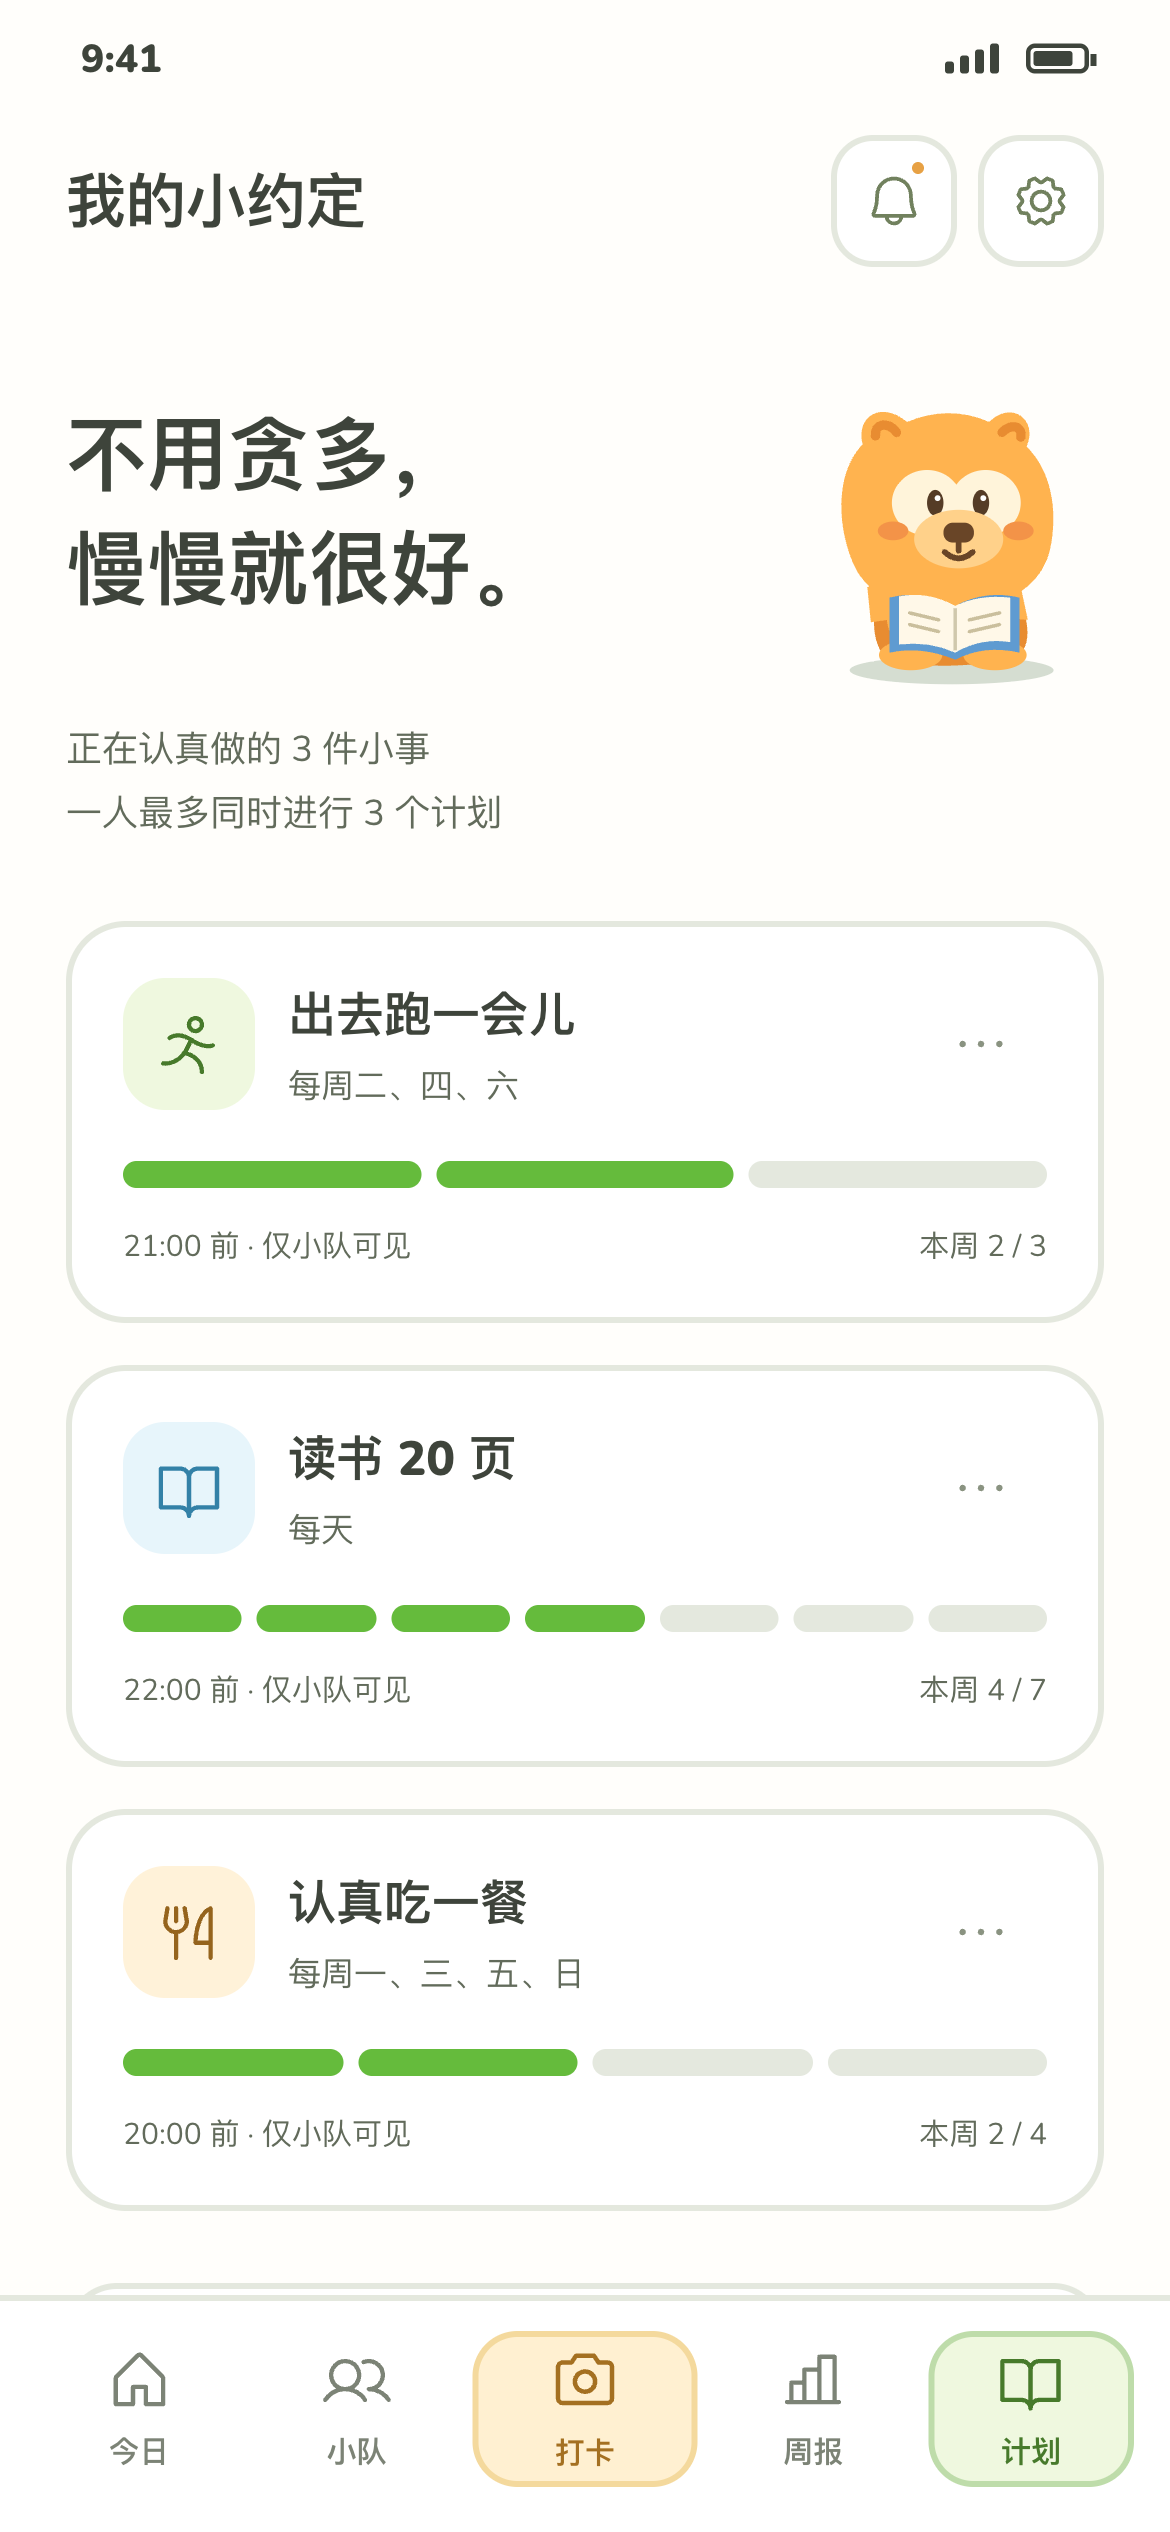 9:41
我的小约定
不用贪多，
慢慢就很好。
正在认真做的 3 件小事
一人最多同时进行 3 个计划
出去跑一会儿
每周二、四、六
21:00 前 · 仅小队可见
本周 2 / 3
读书 20 页
每天
22:00 前 · 仅小队可见
本周 4 / 7
认真吃一餐
每周一、三、五、日
20:00 前 · 仅小队可见
本周 2 / 4
今日
小队
打卡
周报
计划